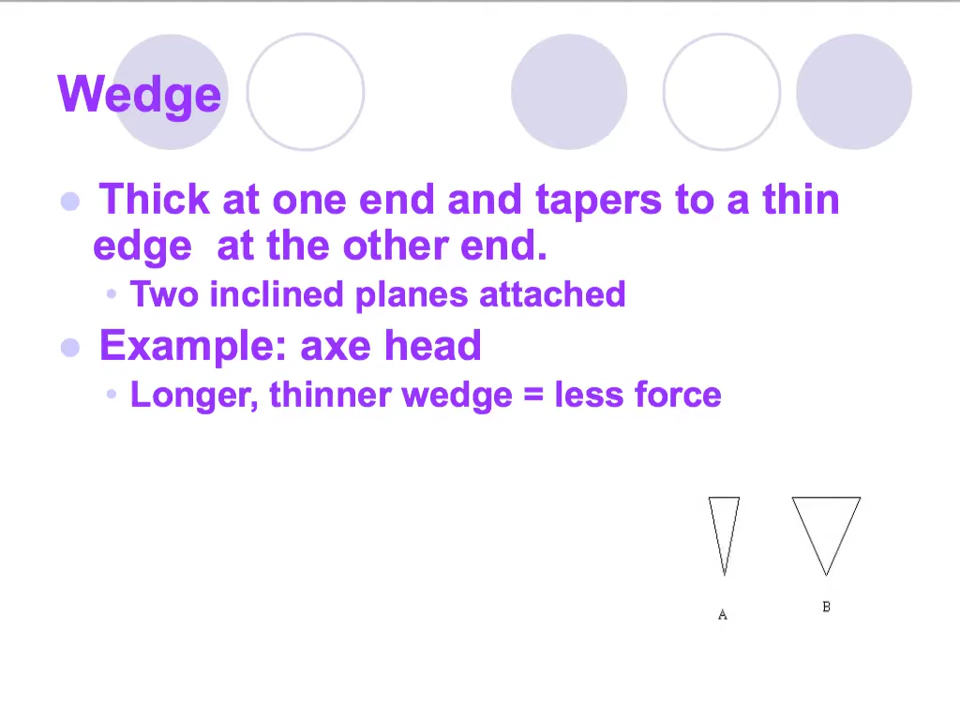 Wedge
Thick at one end and tapers to a thin
edge  at the other end.
Two inclined planes attached
Example: axe head
Longer, thinner wedge = less force
A
B